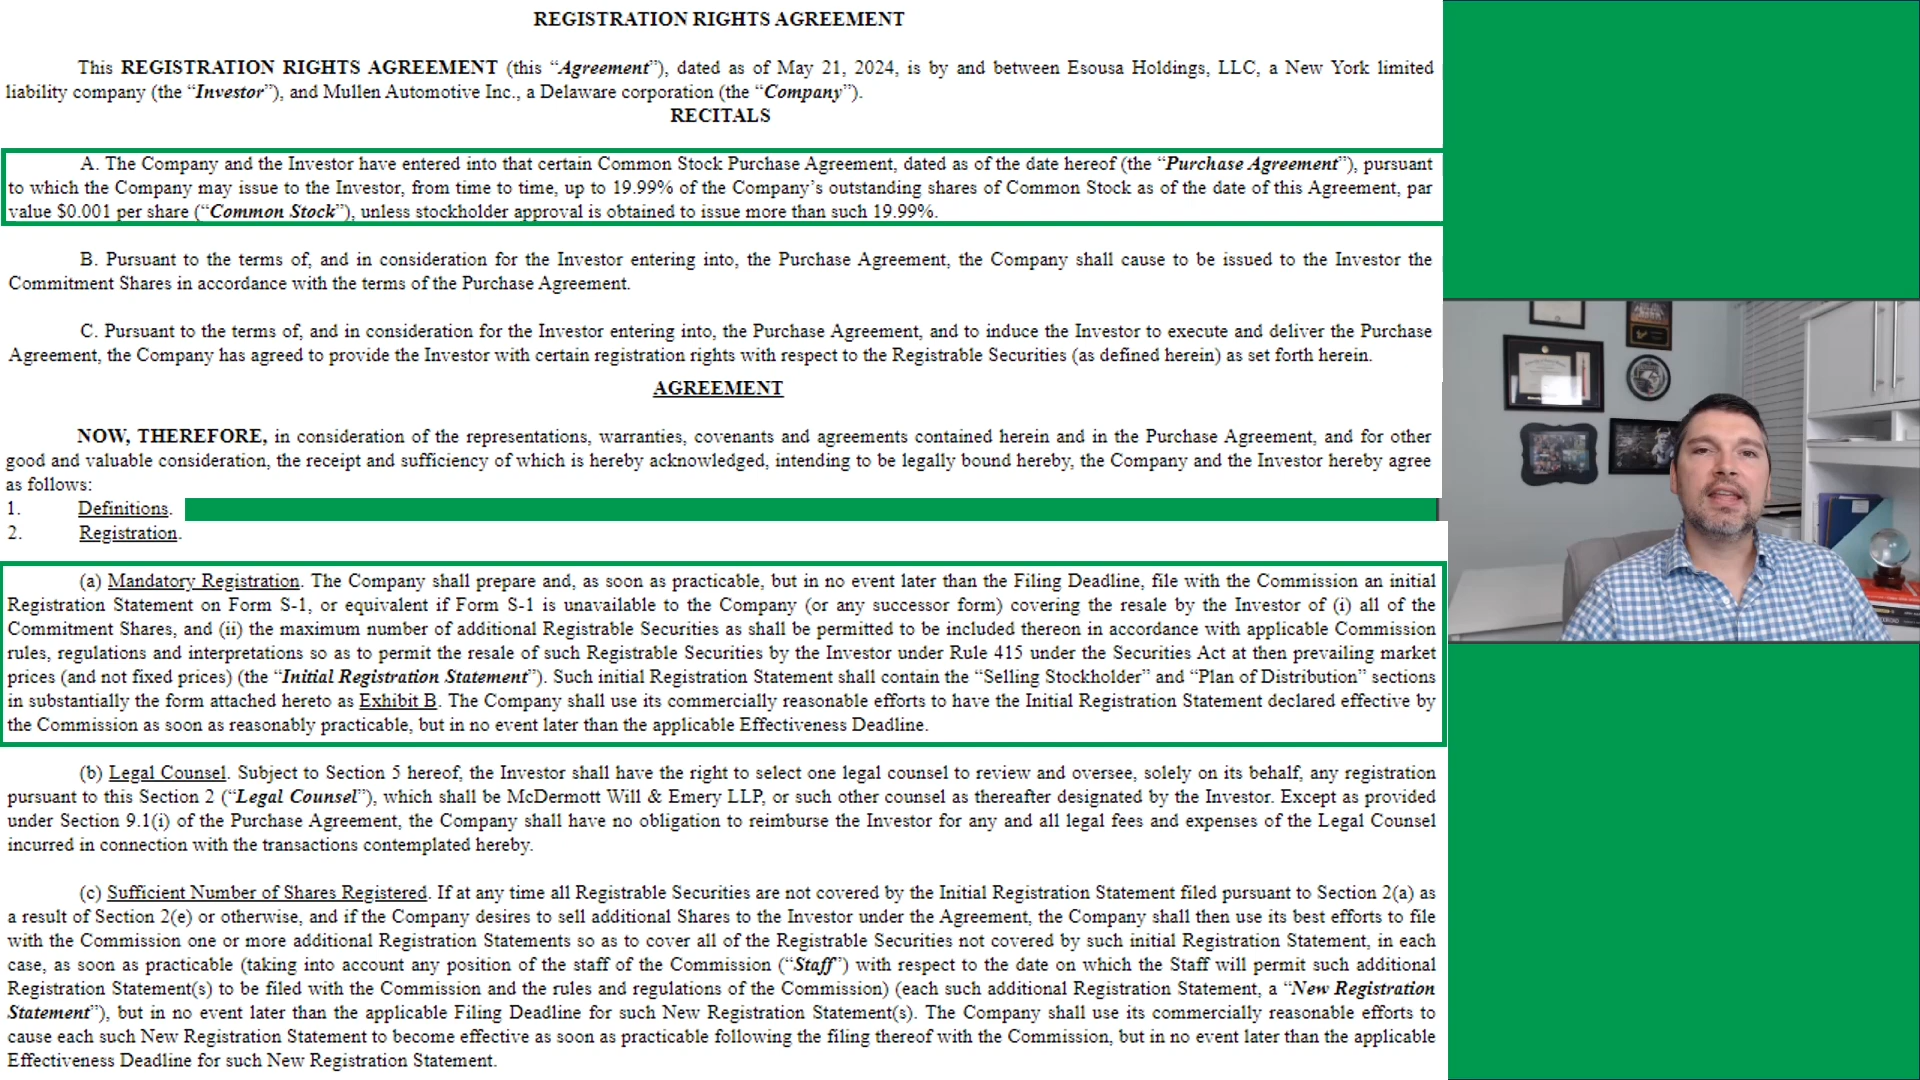 REGISTRATION RIGHTS AGREEMENT
This REGISTRATION RIGHTS AGREEMENT (this “Agreement”), dated as of May 21, 2024, is by and between Esousa Holdings, LLC, a New York limited
liability company (the “Investor”), and Mullen Automotive Inc., a Delaware corporation (the “Company”).
RECITALS
A. The Company and the Investor have entered into that certain Common Stock Purchase Agreement, dated as of the date hereof (the “Purchase Agreement”), pursuant
to which the Company may issue to the Investor, from time to time, up to 19.99% of the Company’s outstanding shares of Common Stock as of the date of this Agreement, par
value $0.001 per share (“Common Stock”), unless stockholder approval is obtained to issue more than such 19.99%.
B. Pursuant to the terms of, and in consideration for the Investor entering into, the Purchase Agreement, the Company shall cause to be issued to the Investor the
Commitment Shares in accordance with the terms of the Purchase Agreement.
C. Pursuant to the terms of, and in consideration for the Investor entering into, the Purchase Agreement, and to induce the Investor to execute and deliver the Purchase
Agreement, the Company has agreed to provide the Investor with certain registration rights with respect to the Registrable Securities (as defined herein) as set forth herein.
AGREEMENT
NOW, THEREFORE, in consideration of the representations, warranties, covenants and agreements contained herein and in the Purchase Agreement, and for other
good and valuable consideration, the receipt and sufficiency of which is hereby acknowledged, intending to be legally bound hereby, the Company and the Investor hereby agree
as follows:
1. Definitions.
2. Registration.
(a) Mandatory Registration. The Company shall prepare and, as soon as practicable, but in no event later than the Filing Deadline, file with the Commission an initial
Registration Statement on Form S-1, or equivalent if Form S-1 is unavailable to the Company (or any successor form) covering the resale by the Investor of (i) all of the
Commitment Shares, and (ii) the maximum number of additional Registrable Securities as shall be permitted to be included thereon in accordance with applicable Commission
rules, regulations and interpretations so as to permit the resale of such Registrable Securities by the Investor under Rule 415 under the Securities Act at then prevailing market
prices (and not fixed prices) (the “Initial Registration Statement”). Such initial Registration Statement shall contain the “Selling Stockholder” and “Plan of Distribution” sections
in substantially the form attached hereto as Exhibit B. The Company shall use its commercially reasonable efforts to have the Initial Registration Statement declared effective by
the Commission as soon as reasonably practicable, but in no event later than the applicable Effectiveness Deadline.
(b) Legal Counsel. Subject to Section 5 hereof, the Investor shall have the right to select one legal counsel to review and oversee, solely on its behalf, any registration
pursuant to this Section 2 (“Legal Counsel”), which shall be McDermott Will & Emery LLP, or such other counsel as thereafter designated by the Investor. Except as provided
under Section 9.1(i) of the Purchase Agreement, the Company shall have no obligation to reimburse the Investor for any and all legal fees and expenses of the Legal Counsel
incurred in connection with the transactions contemplated hereby.
(c) Sufficient Number of Shares Registered. If at any time all Registrable Securities are not covered by the Initial Registration Statement filed pursuant to Section 2(a) as
a result of Section 2(e) or otherwise, and if the Company desires to sell additional Shares to the Investor under the Agreement, the Company shall then use its best efforts to file
with the Commission one or more additional Registration Statements so as to cover all of the Registrable Securities not covered by such initial Registration Statement, in each
case, as soon as practicable (taking into account any position of the staff of the Commission (“Staff”) with respect to the date on which the Staff will permit such additional
Registration Statement(s) to be filed with the Commission and the rules and regulations of the Commission) (each such additional Registration Statement, a “New Registration
Statement”), but in no event later than the applicable Filing Deadline for such New Registration Statement(s). The Company shall use its commercially reasonable efforts to
cause each such New Registration Statement to become effective as soon as practicable following the filing thereof with the Commission, but in no event later than the applicable
Effectiveness Deadline for such New Registration Statement.